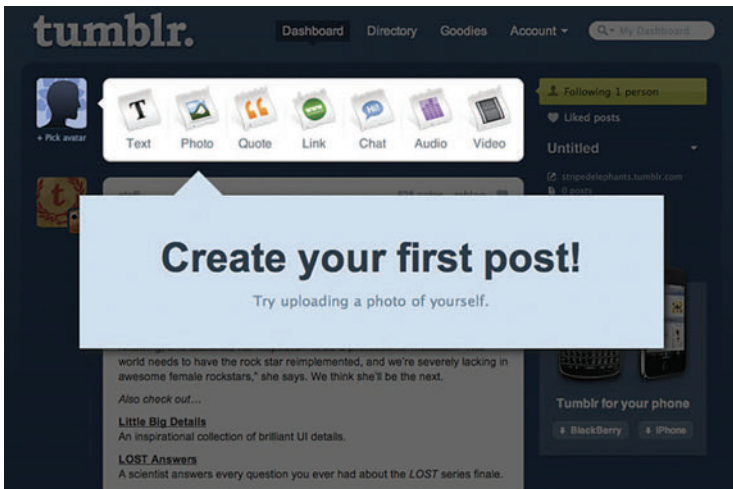 tumblr.
Dashboard
Directory
Goodies
Account
My Dashboard
+ Pick avatar
T
Text
Photo
Quote
www
Link
Hi!
Chat
Audio
Video
Following 1 person
Liked posts
Untitled
stripedelephants.tumblr.com
0 posts
t
staff
reblog
Create your first post!
Try uploading a photo of yourself.
world needs to have the rock star reimplemented, and we're severely lacking in
awesome female rockstars," she says. We think she'll be the next.
Also check out...
Little Big Details
An inspirational collection of brilliant UI details.
LOST Answers
A scientist answers every question you ever had about the LOST series finale.
Tumblr for your phone
BlackBerry
iPhone